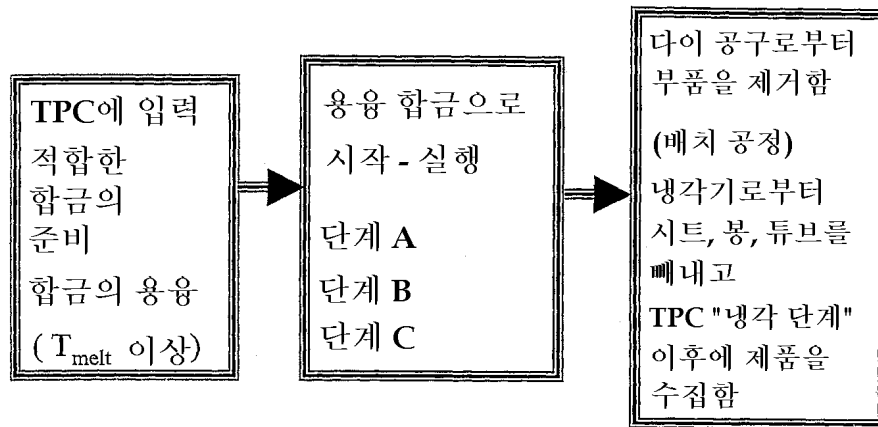 TPC에 입력
적합한
합금의
준비
합금의 용융
( Tmelt 이상)
용융 합금으로
시작 - 실행
단계 A
단계 B
단계 C
다이 공구로부터
부품을 제거함
(배치 공정)
냉각기로부터
시트, 봉, 튜브를
빼내고
TPC "냉각 단계"
이후에 제품을
수집함